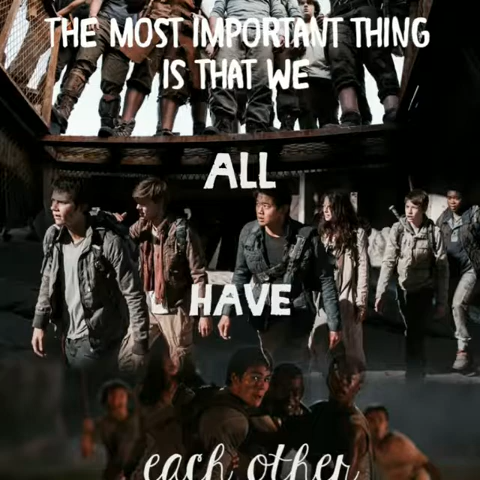 THE MOST IMPORTANT THING
IS THAT WE
ALL
HAVE
each other